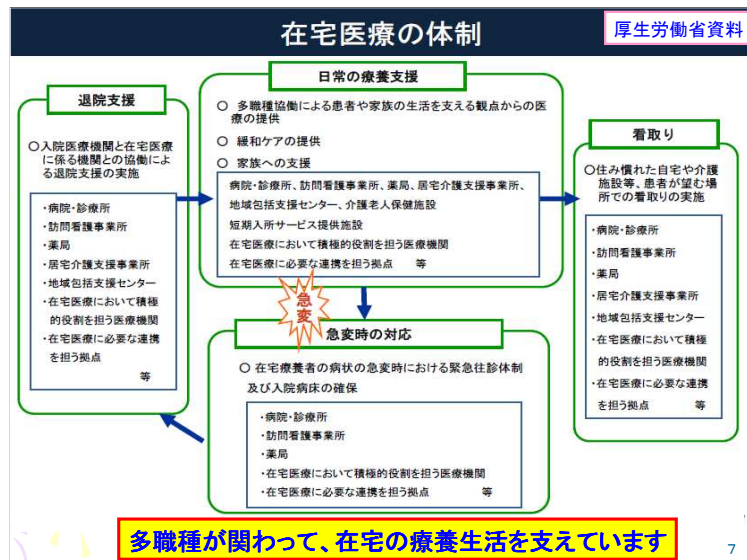 在宅医療の体制
厚生労働省資料
退院支援
○入院医療機関と在宅医療
に係る機関との協働によ
る退院支援の実施
・病院・診療所
・訪問看護事業所
・薬局
・居宅介護支援事業所
・地域包括支援センター
・在宅医療において積極
的役割を担う医療機関
・在宅医療に必要な連携
を担う拠点
等
日常の療養支援
○ 多職種協働による患者や家族の生活を支える観点からの医
療の提供
○ 緩和ケアの提供
○ 家族への支援
病院・診療所、訪問看護事業所、薬局、居宅介護支援事業所、
地域包括支援センター、介護老人保健施設
短期入所サービス提供施設
在宅医療において積極的役割を担う医療機関
在宅医療に必要な連携を担う拠点 等
急
変
急変時の対応
○ 在宅療養者の病状の急変時における緊急往診体制
及び入院病床の確保
・病院・診療所
・訪問看護事業所
・薬局
・在宅医療において積極的役割を担う医療機関
・在宅医療に必要な連携を担う拠点 等
看取り
○住み慣れた自宅や介護
施設等、患者が望む場
所での看取りの実施
・病院・診療所
・訪問看護事業所
・薬局
・居宅介護支援事業所
・地域包括支援センター
・在宅医療において積極
的役割を担う医療機関
・在宅医療に必要な連携
を担う拠点 等
多職種が関わって、在宅の療養生活を支えています
7